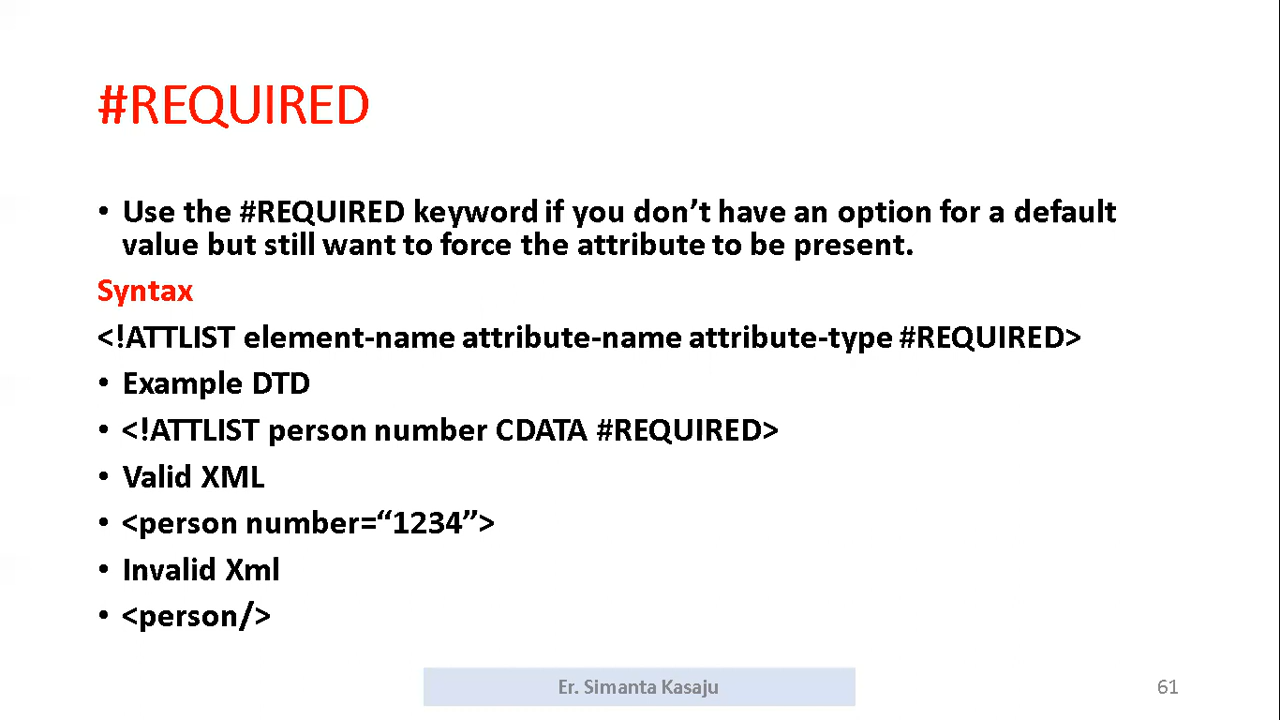 #REQUIRED
• Use the #REQUIRED keyword if you don’t have an option for a default
value but still want to force the attribute to be present.
Syntax
<!ATTLIST element-name attribute-name attribute-type #REQUIRED>
• Example DTD
• <!ATTLIST person number CDATA #REQUIRED>
• Valid XML
• <person number=“1234”>
• Invalid Xml
• <person/>
Er. Simanta Kasaju
61